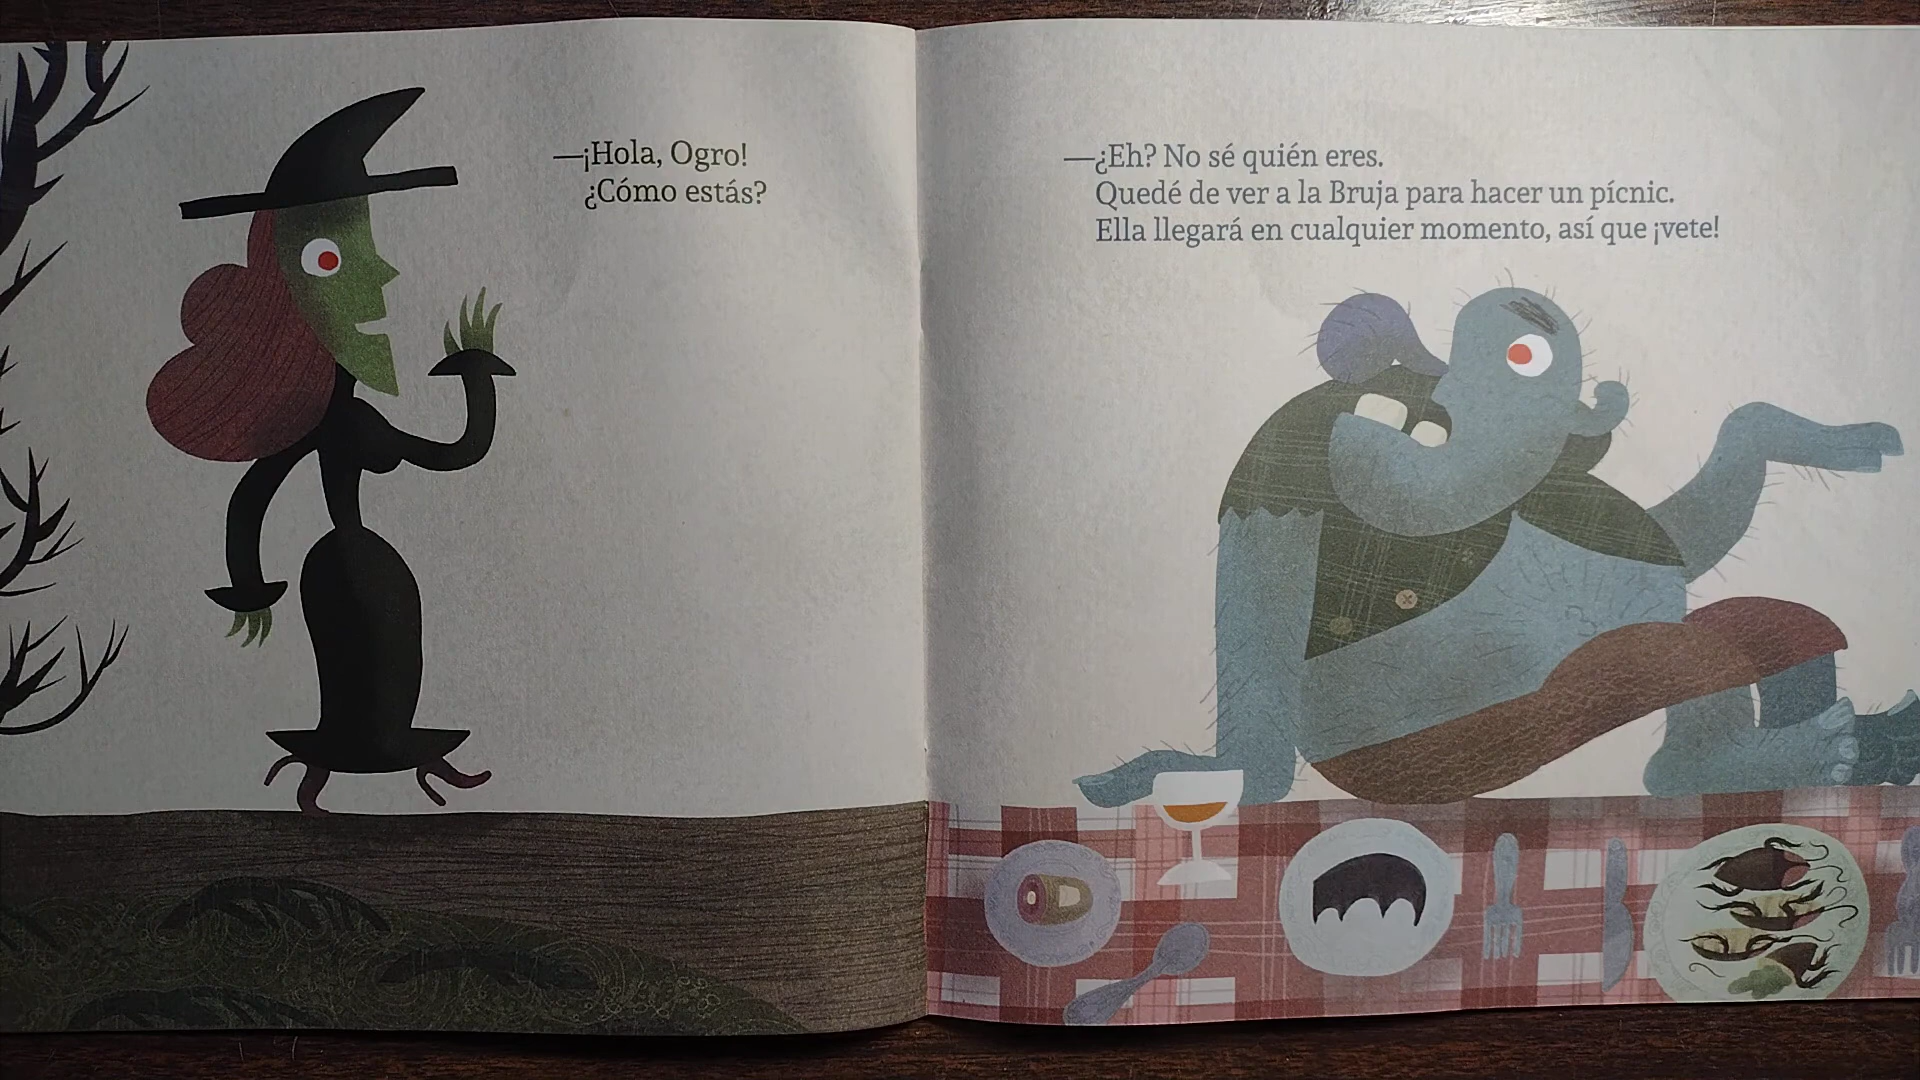 —¡Hola, Ogro!
¿Cómo estás?
—¿Eh? No sé quién eres.
Quedé de ver a la Bruja para hacer un pícnic.
Ella llegará en cualquier momento, así que ¡vete!